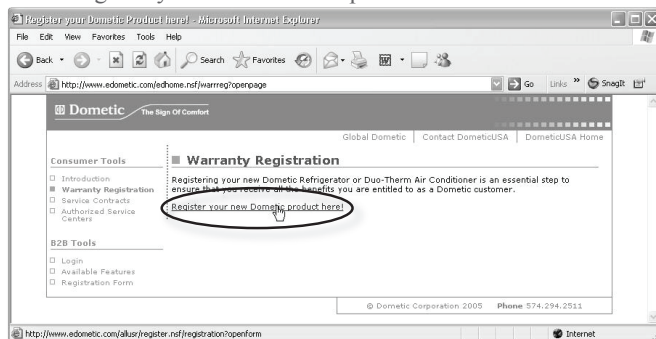 Register your Dometic Product here! - Microsoft Internet Explorer
File Edit View Favorites Tools Help
Back Search Favorites
Address http://www.edometic.com/edhome.nsf/warrreg?openpage Go Links » SnagIt
Dometic The Sign Of Comfort
Global Dometic | Contact DometicUSA | DometicUSA Home
Consumer Tools
Introduction
Warranty Registration
Service Contracts
Authorized Service
Centers
B2B Tools
Login
Available Features
Registration Form
Warranty Registration
Registering your new Dometic Refrigerator or Duo-Therm Air Conditioner is an essential step to
ensure that you receive all the benefits you are entitled to as a Dometic customer.
Register your new Dometic product here!
© Dometic Corporation 2005 Phone 574.294.2511
http://www.edometic.com/allusr/register.nsf/registration?openform Internet